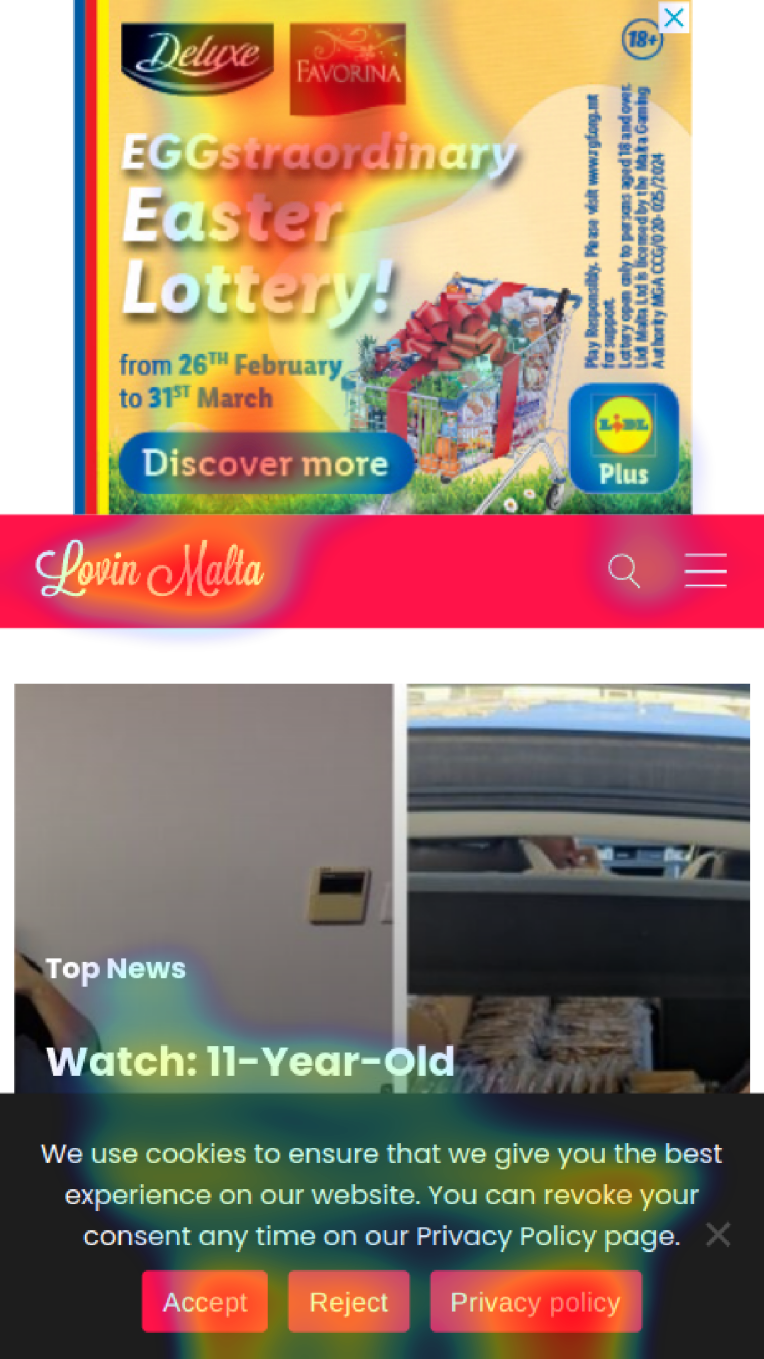 Deluxe
FAVORINA
18+
EGGstraordinary
Easter
Lottery!
from 26TH February
to 31ST March
Discover more
Play Responsibly. Please visit www.rgf.org.mt
for support.
Lottery open only to persons aged 18 and over.
Lidl Malta Ltd is licensed by the Malta Gaming
Authority MGA CCG/020-025/2024
LIDL
Plus
Lovin Malta
Top News
Watch: 11-Year-Old
We use cookies to ensure that we give you the best
experience on our website. You can revoke your
consent any time on our Privacy Policy page.
Accept
Reject
Privacy policy